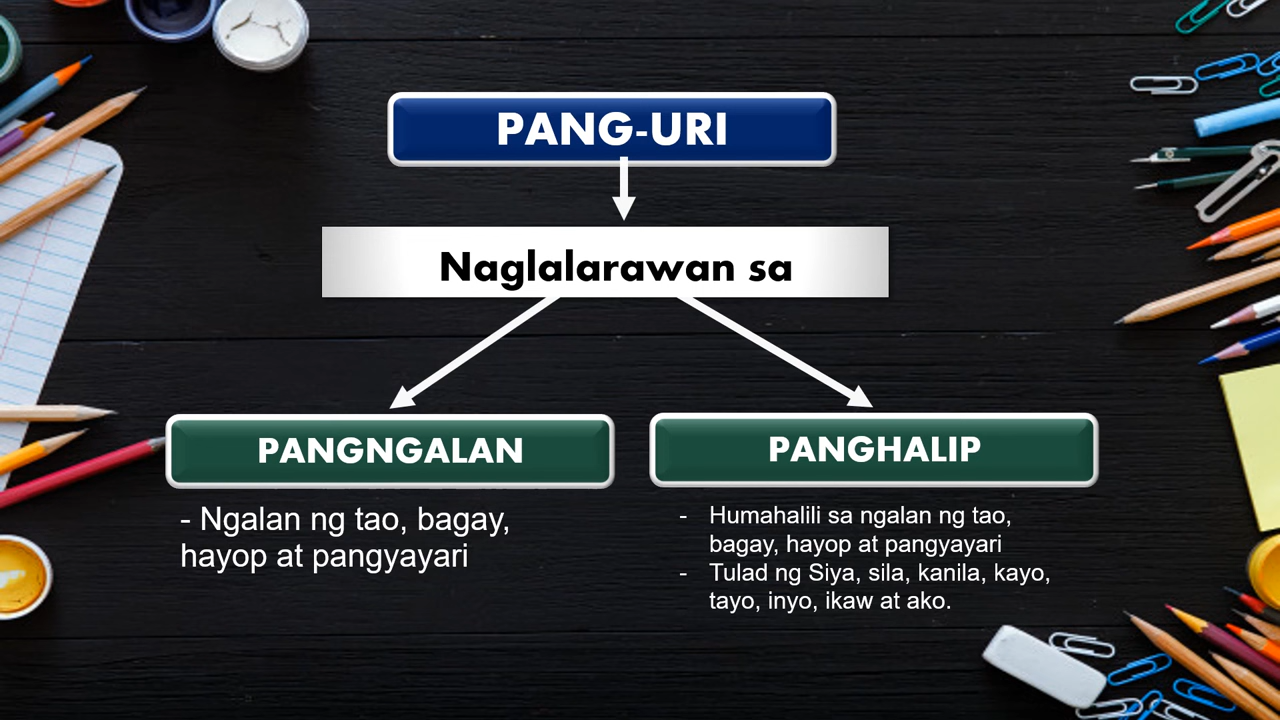 PANG-URI
Naglalarawan sa
PANGNGALAN
- Ngalan ng tao, bagay,
hayop at pangyayari
PANGHALIP
- Humahalili sa ngalan ng tao,
bagay, hayop at pangyayari
- Tulad ng Siya, sila, kanila, kayo,
tayo, inyo, ikaw at ako.